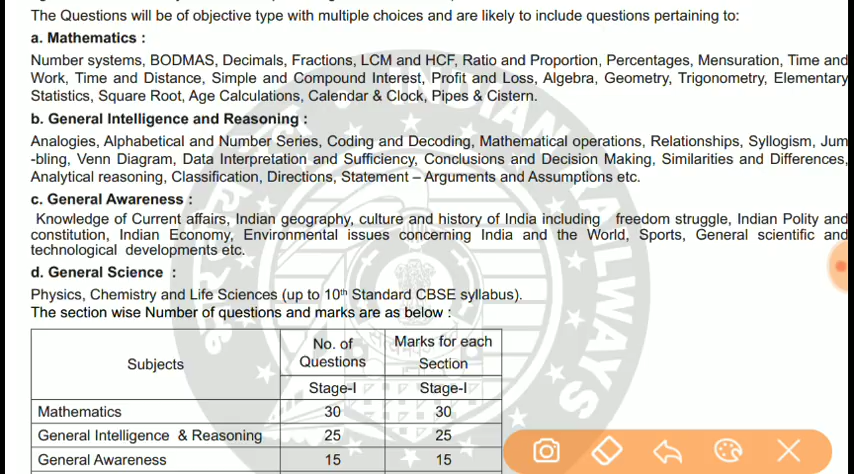 The Questions will be of objective type with multiple choices and are likely to include questions pertaining to:
a. Mathematics :
Number systems, BODMAS, Decimals, Fractions, LCM and HCF, Ratio and Proportion, Percentages, Mensuration, Time and
Work, Time and Distance, Simple and Compound Interest, Profit and Loss, Algebra, Geometry, Trigonometry, Elementary
Statistics, Square Root, Age Calculations, Calendar & Clock, Pipes & Cistern.
b. General Intelligence and Reasoning :
Analogies, Alphabetical and Number Series, Coding and Decoding, Mathematical operations, Relationships, Syllogism, Jum
-bling, Venn Diagram, Data Interpretation and Sufficiency, Conclusions and Decision Making, Similarities and Differences,
Analytical reasoning, Classification, Directions, Statement – Arguments and Assumptions etc.
c. General Awareness :
Knowledge of Current affairs, Indian geography, culture and history of India including freedom struggle, Indian Polity and
constitution, Indian Economy, Environmental issues concerning India and the World, Sports, General scientific and
technological developments etc.
d. General Science :
Physics, Chemistry and Life Sciences (up to 10th Standard CBSE syllabus).
The section wise Number of questions and marks are as below :
Subjects No. of Questions Marks for each Section
Stage-I Stage-I
Mathematics 30 30
General Intelligence & Reasoning 25 25
General Awareness 15 15
INDIAN RAILWAYS